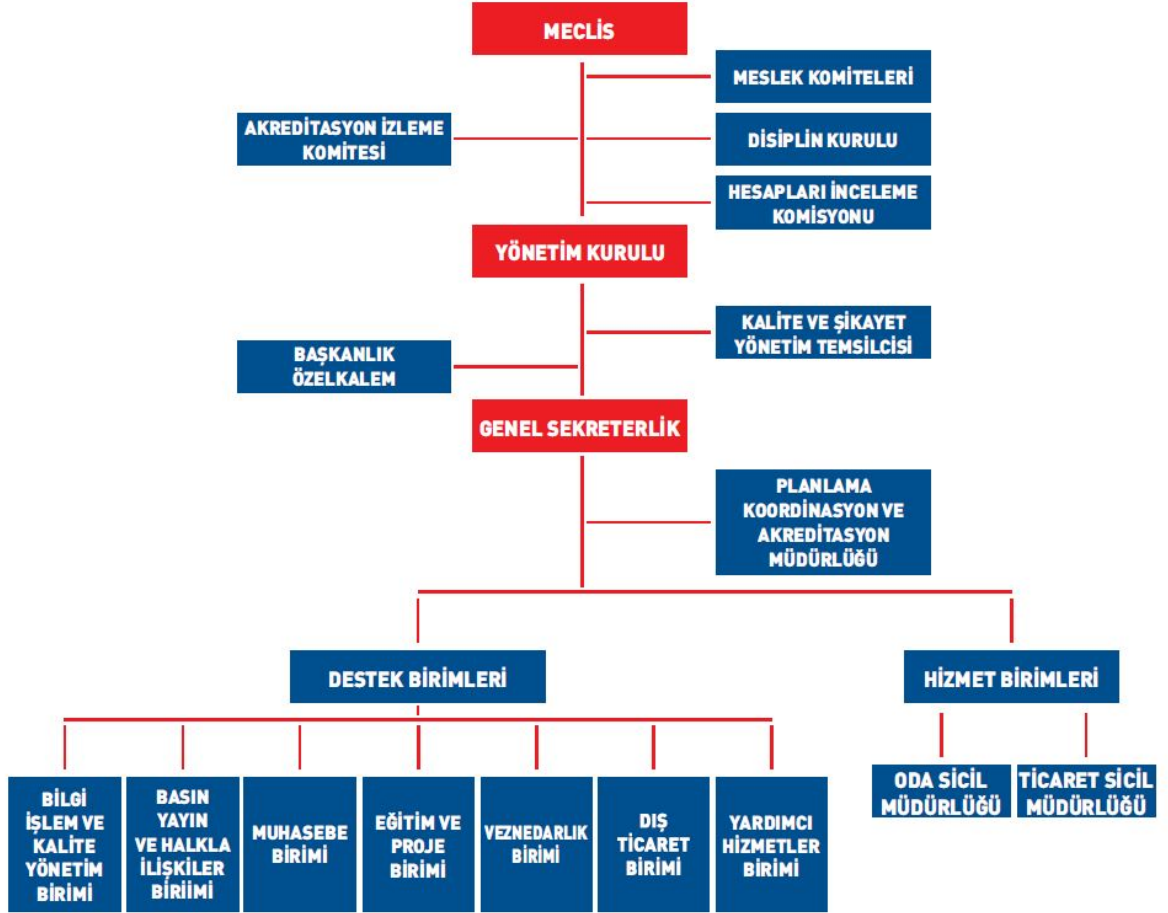 MECLİS
MESLEK KOMİTELERİ
AKREDİTASYON İZLEME
KOMİTESİ
DİSİPLİN KURULU
HESAPLARI İNCELEME
KOMİSYONU
YÖNETİM KURULU
KALİTE VE ŞİKAYET
YÖNETİM TEMSİLCİSİ
BAŞKANLIK
ÖZELKALEM
GENEL SEKRETERLİK
PLANLAMA
KOORDİNASYON VE
AKREDİTASYON
MÜDÜRLÜĞÜ
DESTEK BİRİMLERİ
HİZMET BİRİMLERİ
BİLGİ
İŞLEM VE
KALİTE
YÖNETİM
BİRİMİ
BASIN
YAYIN
VE HALKLA
İLİŞKİLER
BİRİİMİ
MUHASEBE
BİRİMİ
EĞİTİM VE
PROJE
BİRİMİ
VEZNEDARLIK
BİRİMİ
DIŞ
TİCARET
BİRİMİ
YARDIMCI
HİZMETLER
BİRİMİ
ODA SİCİL
MÜDÜRLÜĞÜ
TİCARET SİCİL
MÜDÜRLÜĞÜ